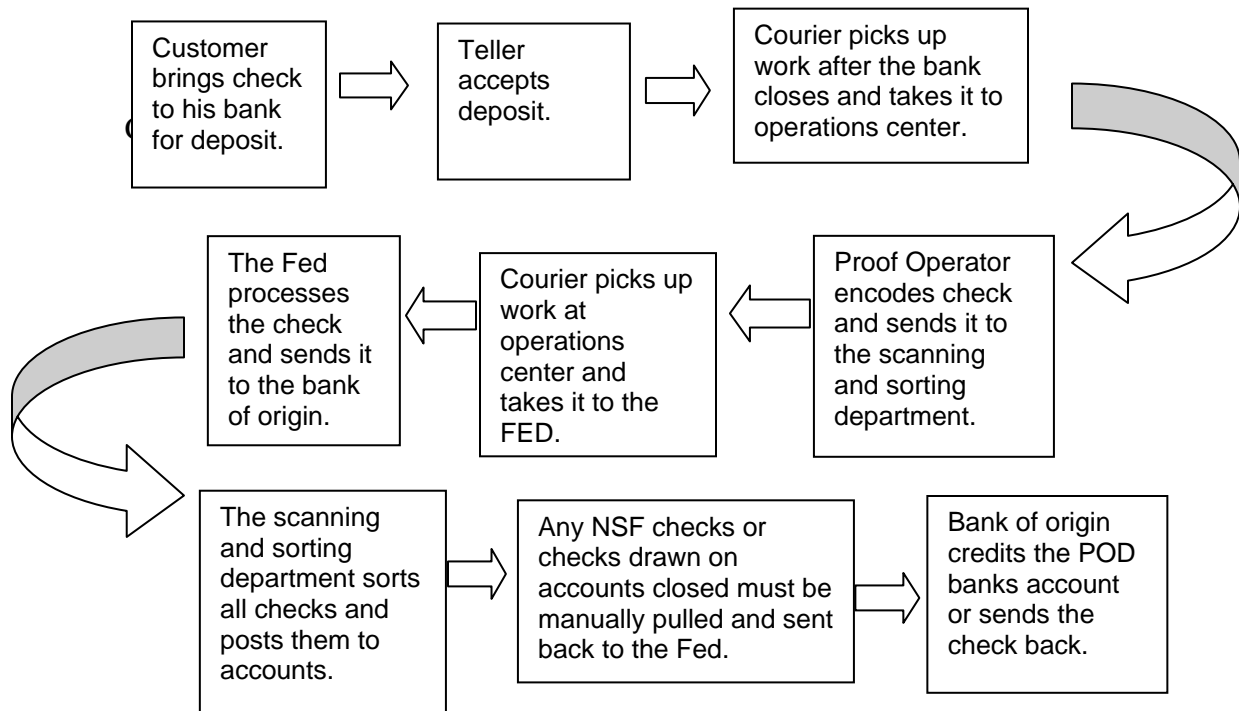 Customer
brings check
to his bank
for deposit.
Teller
accepts
deposit.
Courier picks up
work after the bank
closes and takes it to
operations center.
Proof Operator
encodes check
and sends it to
the scanning
and sorting
department.
Courier picks up
work at
operations
center and
takes it to the
FED.
The Fed
processes
the check
and sends it
to the bank
of origin.
The scanning
and sorting
department sorts
all checks and
posts them to
accounts.
Any NSF checks or
checks drawn on
accounts closed must be
manually pulled and sent
back to the Fed.
Bank of origin
credits the POD
banks account
or sends the
check back.